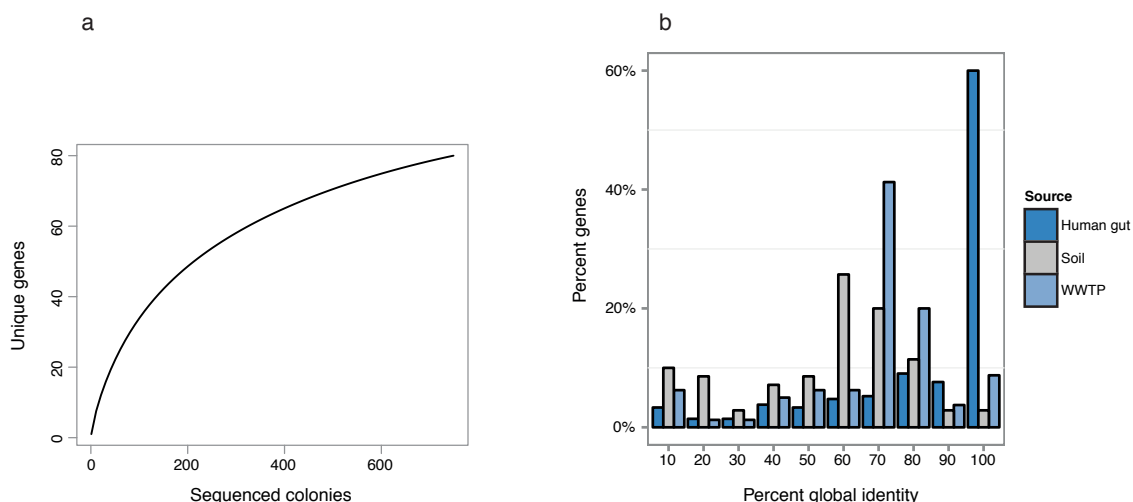 a
Unique genes
80
60
40
20
0
0 200 400 600
Sequenced colonies
b
Percent genes
60%
40%
20%
0%
10 20 30 40 50 60 70 80 90 100
Percent global identity
Source
Human gut
Soil
WWTP